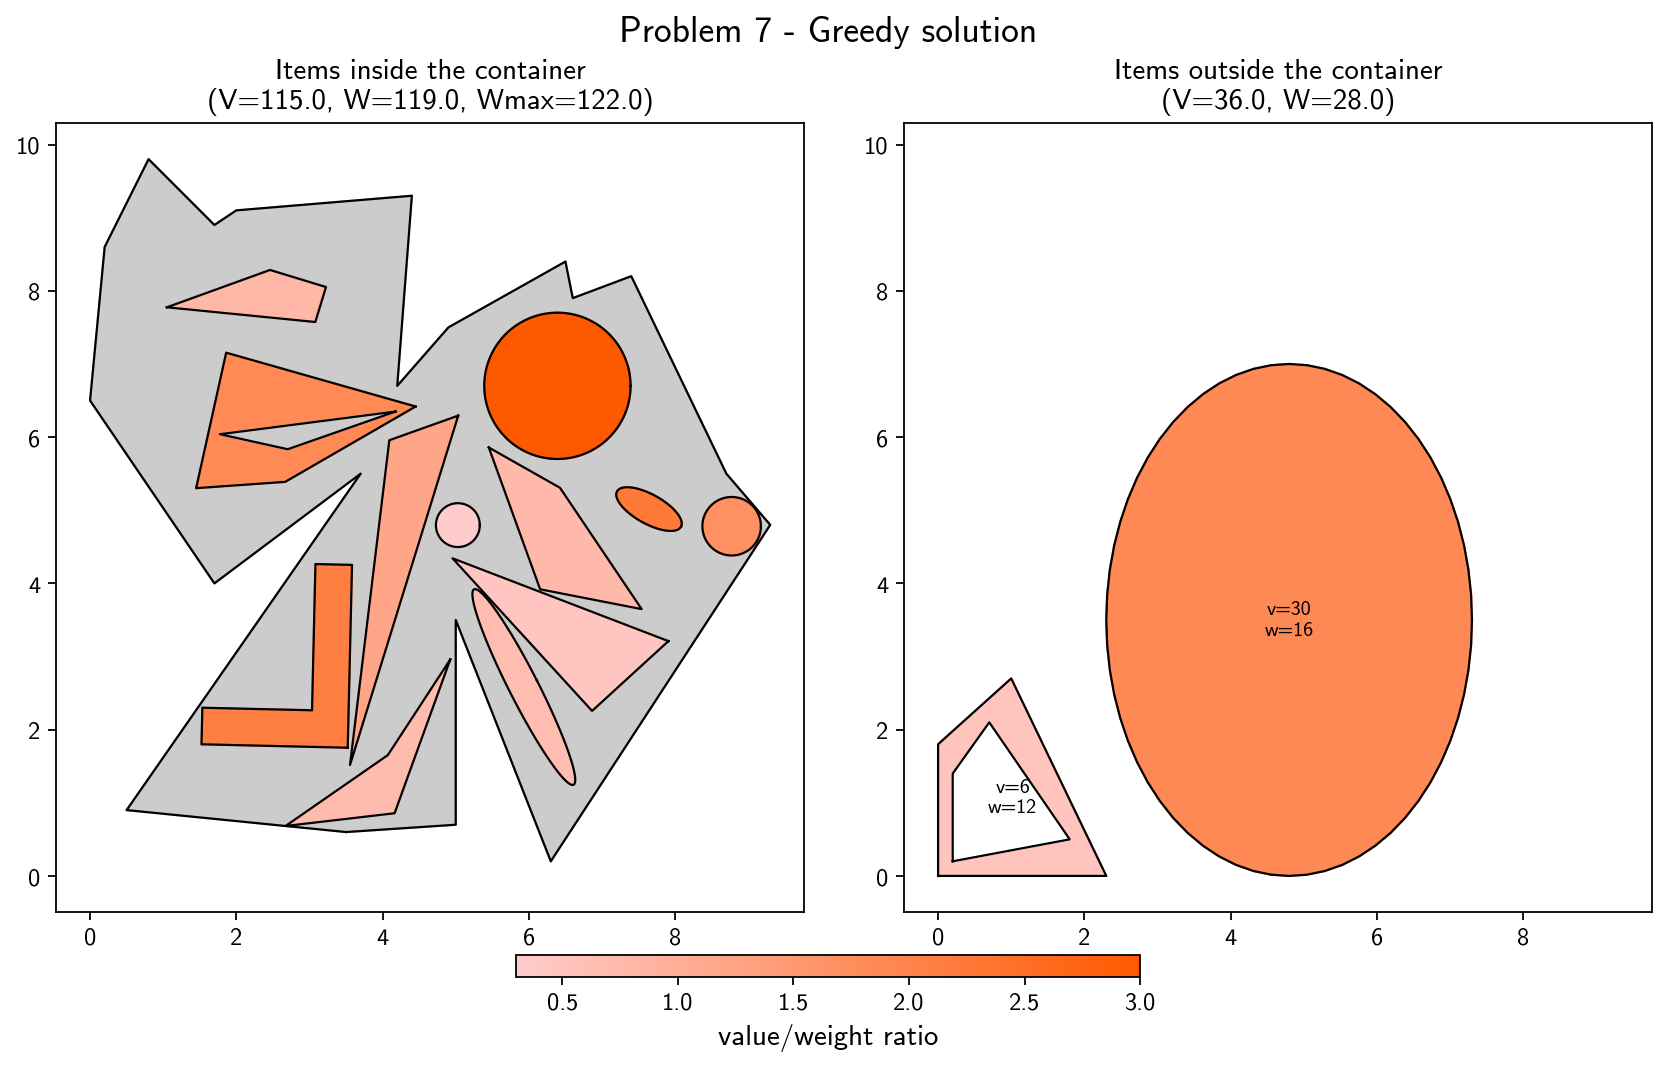 Problem 7 - Greedy solution
Items inside the container
(V=115.0, W=119.0, Wmax=122.0)
10
8
6
4
2
0
0 2 4 6 8
Items outside the container
(V=36.0, W=28.0)
10
8
6
4
2
0
v=30
w=16
v=6
w=12
0 2 4 6 8
0.5 1.0 1.5 2.0 2.5 3.0
value/weight ratio